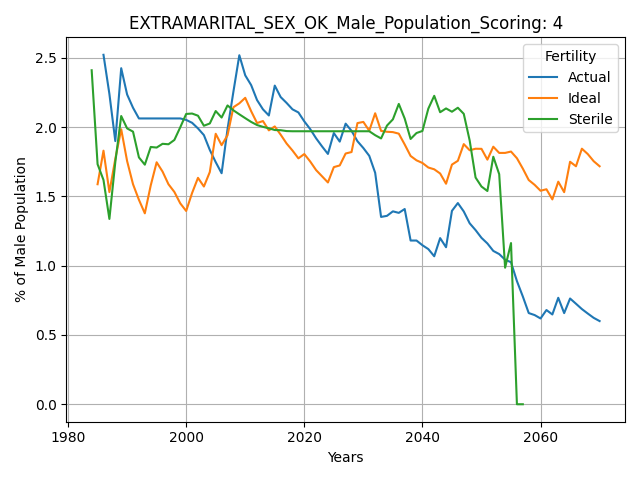 EXTRAMARITAL_SEX_OK_Male_Population_Scoring: 4
% of Male Population
2.5
2.0
1.5
1.0
0.5
0.0
Fertility
Actual
Ideal
Sterile
1980
2000
2020
2040
2060
Years